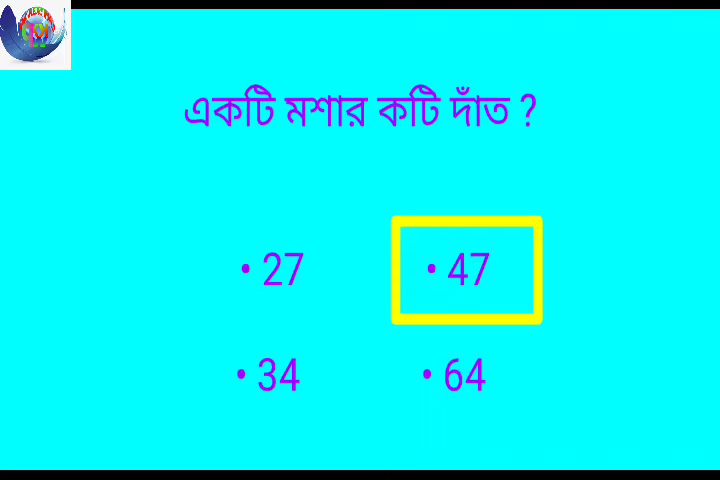 একটি মশার কটি দাঁত ?
• 27
• 47
• 34
• 64